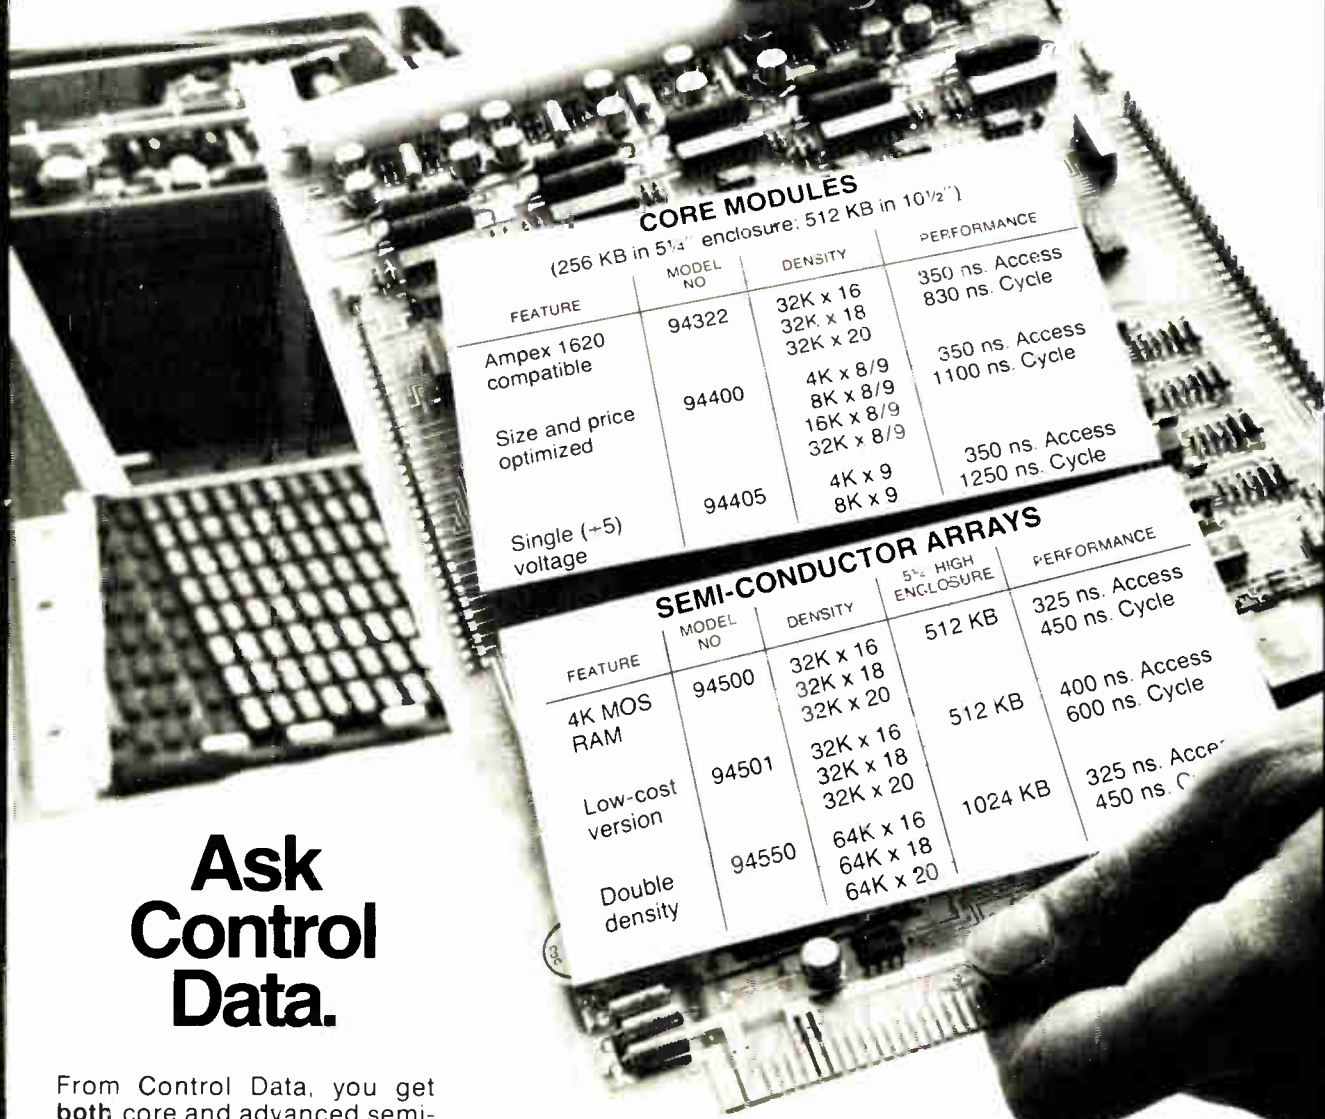 CORE MODULES
(256 KB in 5¼" enclosure; 512 KB in 10½")
FEATURE MODEL NO DENSITY PERFORMANCE
Ampex 1620 compatible 94322 32K x 16 350 ns. Access
32K x 18 830 ns. Cycle
32K x 20
Size and price optimized 94400 4K x 8/9 350 ns. Access
8K x 8/9 1100 ns. Cycle
16K x 8/9
32K x 8/9
Single (+5) voltage 94405 4K x 9 350 ns. Access
8K x 9 1250 ns. Cycle
SEMI-CONDUCTOR ARRAYS
FEATURE MODEL NO DENSITY 5¼ HIGH ENCLOSURE PERFORMANCE
4K MOS RAM 94500 32K x 16 512 KB 325 ns. Access
32K x 18 450 ns. Cycle
32K x 20
Low-cost version 94501 32K x 16 512 KB 400 ns. Access
32K x 18 600 ns. Cycle
32K x 20
Double density 94550 64K x 16 1024 KB 325 ns.
64K x 18 450 ns.
64K x 20
Ask
Control
Data.
From Control Data, you get
both core and advanced semi-